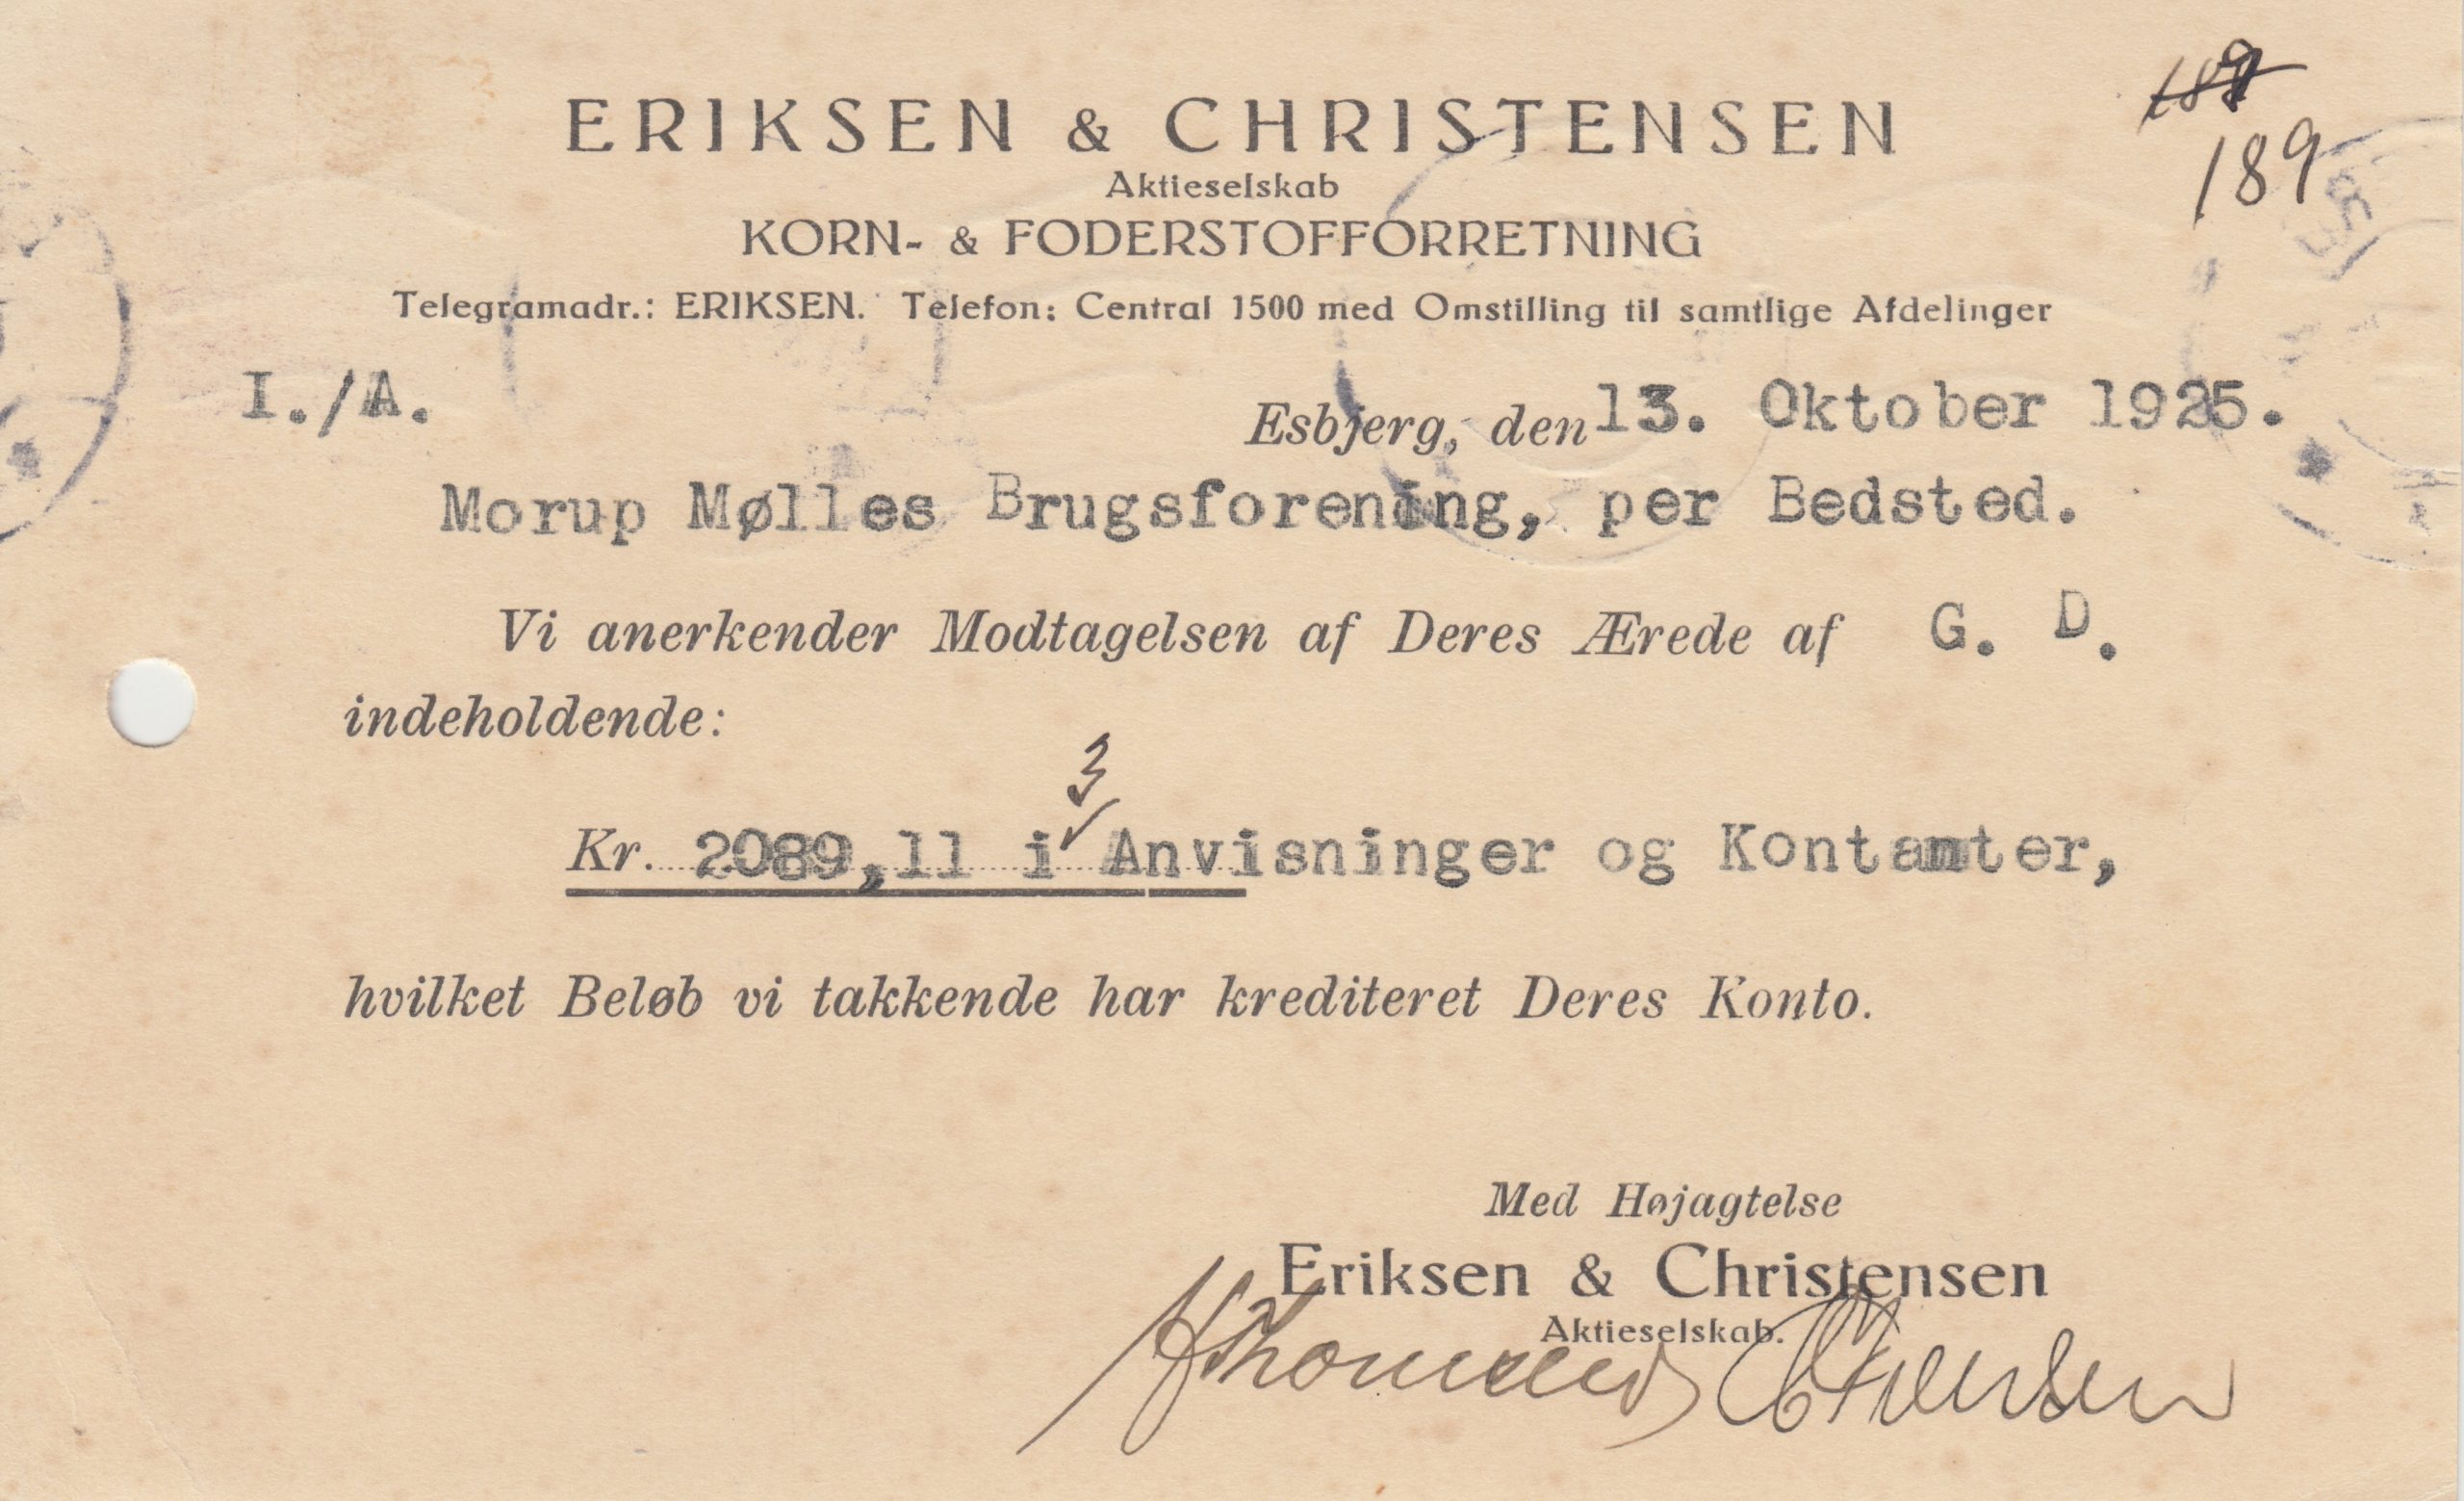 189
ERIKSEN & CHRISTENSEN
189
Aktieselskab
KORN- & FODERSTOFFORRETNING
Telegramadr.: ERIKSEN. Telefon: Central 1500 med Omstilling til samtlige Afdelinger
I./A.
Esbjerg, den 13. Oktober 1925.
Morup Mølles Brugsforening, per Bedsted.
Vi anerkender Modtagelsen af Deres Ærede af G. D.
indeholdende:
3
Kr. 2089,11 i Anvisninger og Kontanter,
hvilket Beløb vi takkende har krediteret Deres Konto.
Med Højagtelse
Eriksen & Christensen
Aktieselskab.